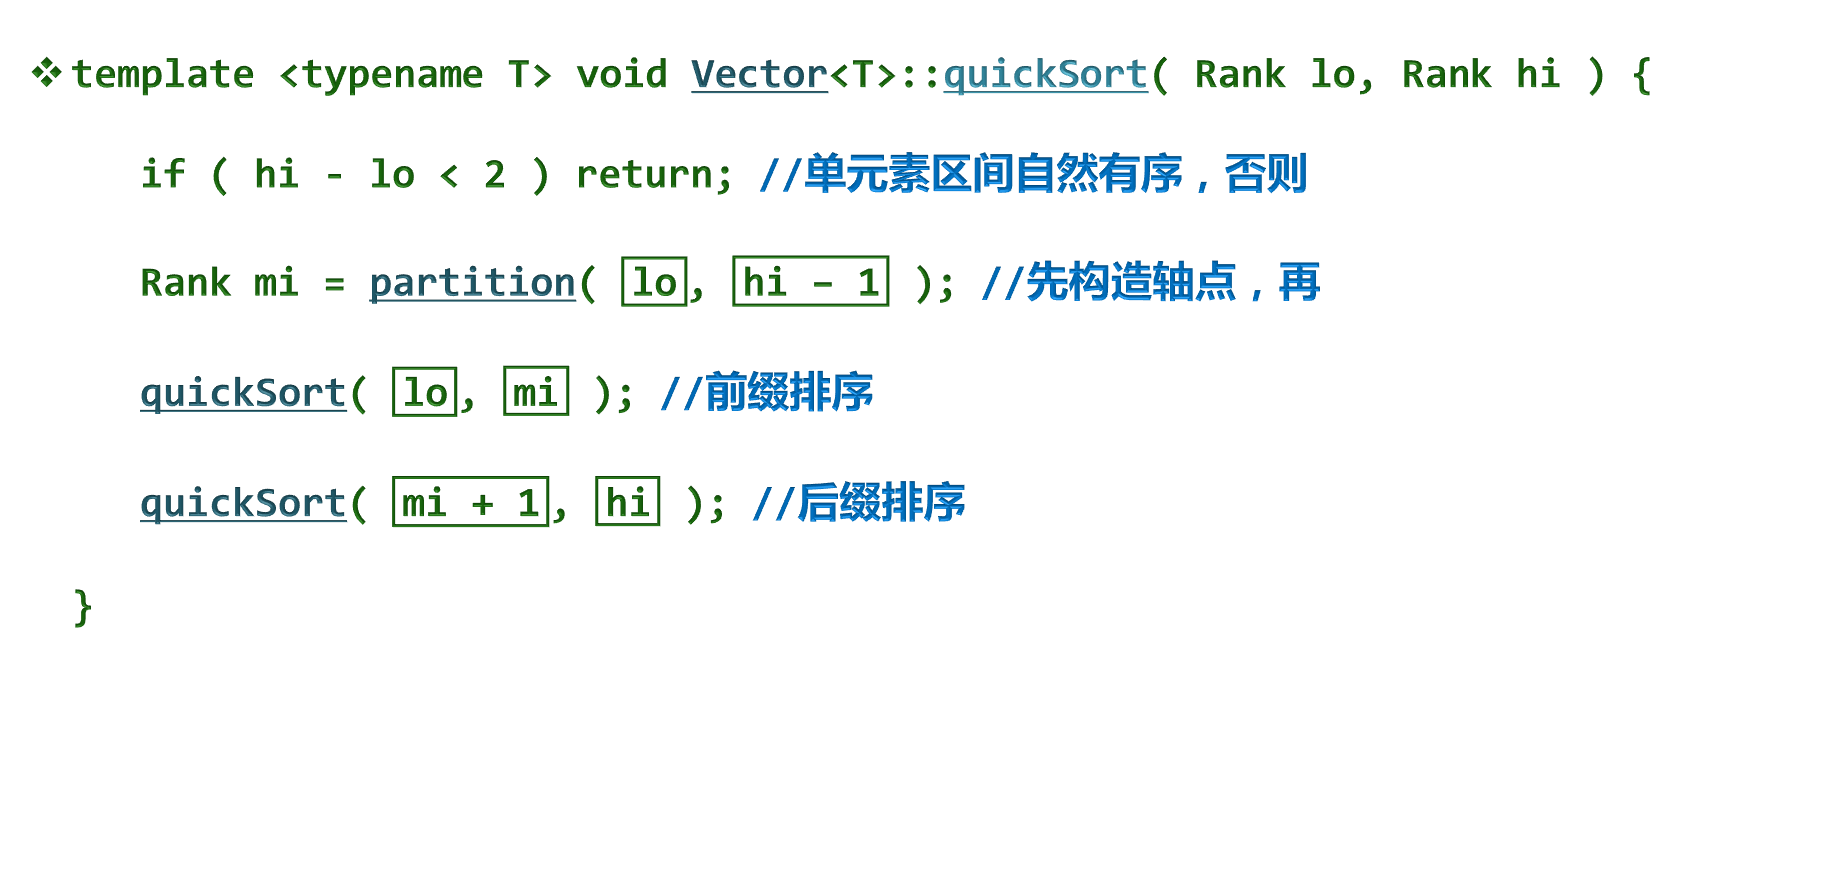 ❖template <typename T> void Vector<T>::quickSort( Rank lo, Rank hi ) {
if ( hi - lo < 2 ) return; //单元素区间自然有序，否则
Rank mi = partition( lo, hi – 1 ); //先构造轴点，再
quickSort( lo, mi ); //前缀排序
quickSort( mi + 1, hi ); //后缀排序
}